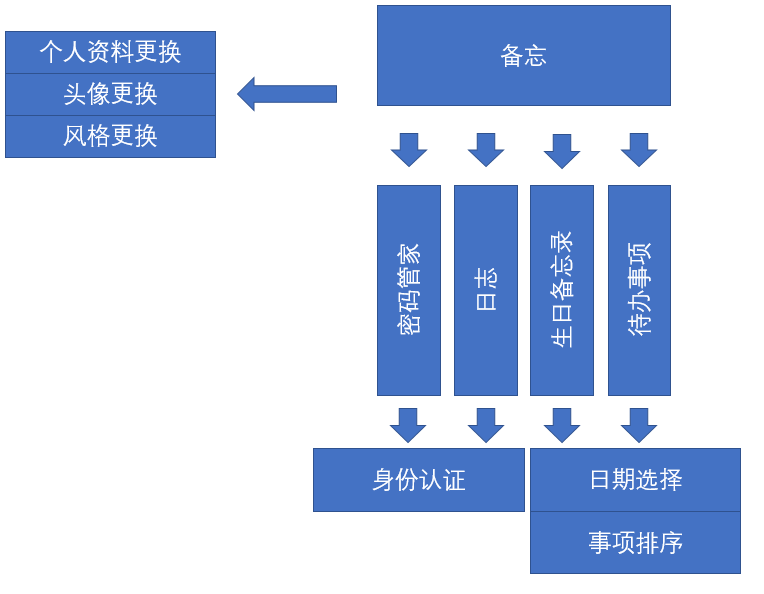 备忘
个人资料更换
头像更换
风格更换
密码管家
日志
生日备忘录
待办事项
身份认证
日期选择
事项排序